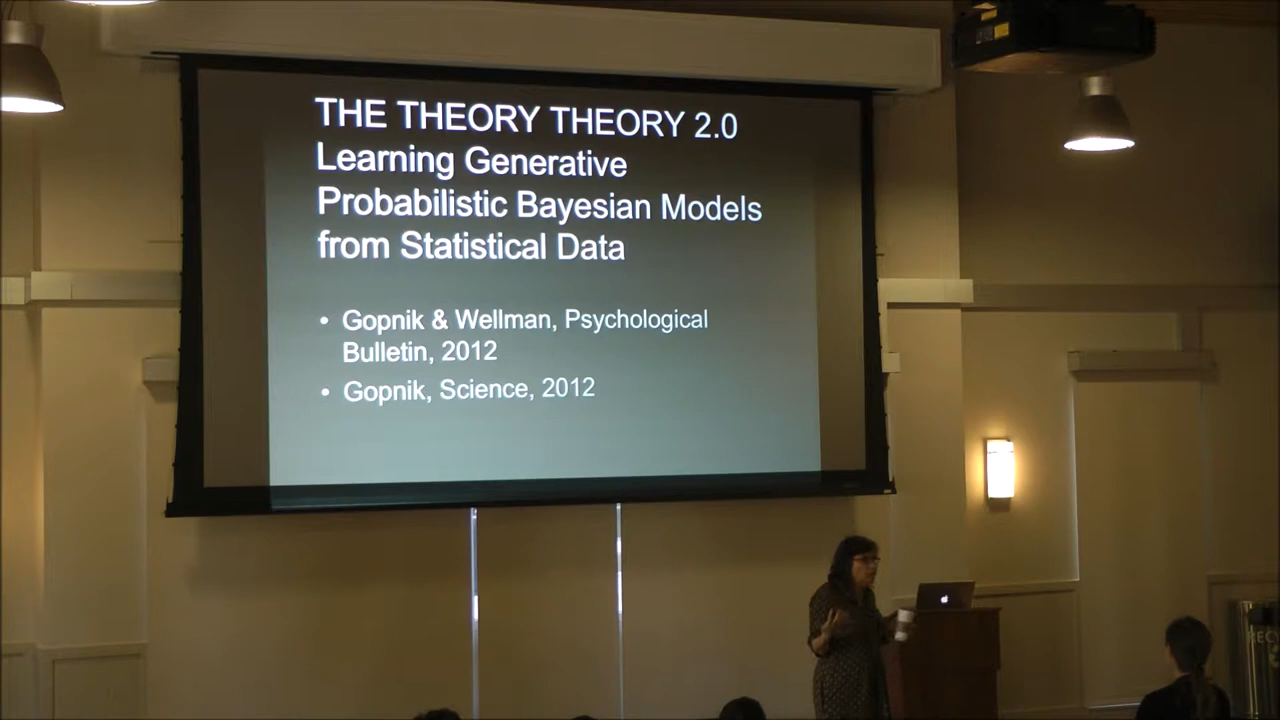 THE THEORY THEORY 2.0
Learning Generative
Probabilistic Bayesian Models
from Statistical Data
• Gopnik & Wellman, Psychological
Bulletin, 2012
• Gopnik, Science, 2012